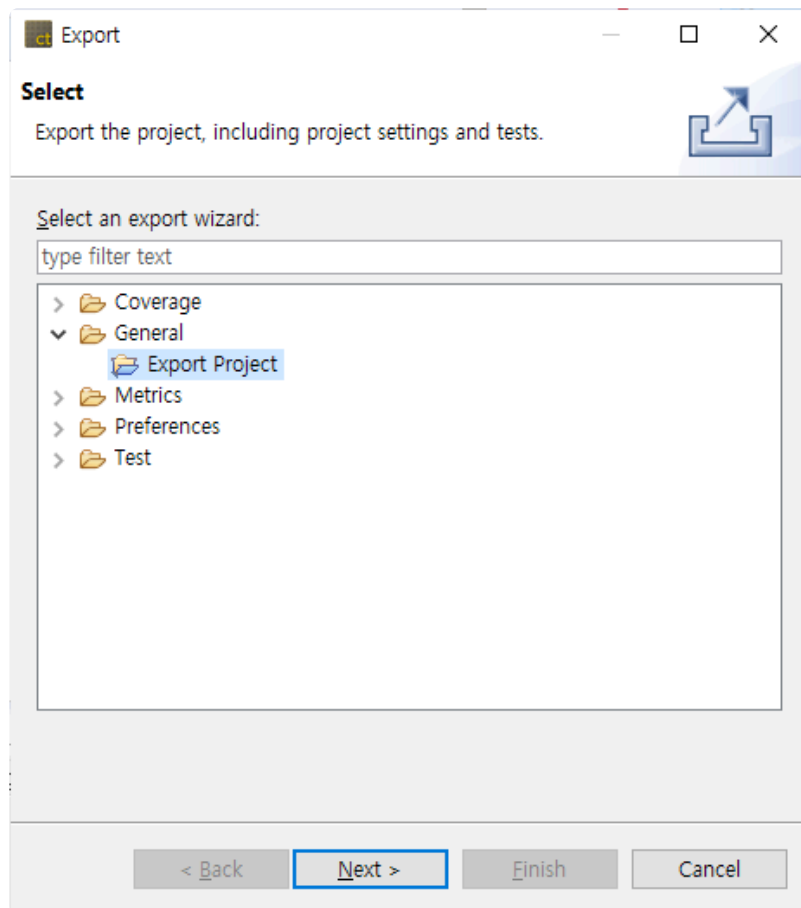 ct Export
Select
Export the project, including project settings and tests.
Select an export wizard:
type filter text
Coverage
General
Export Project
Metrics
Preferences
Test
< Back Next > Finish Cancel